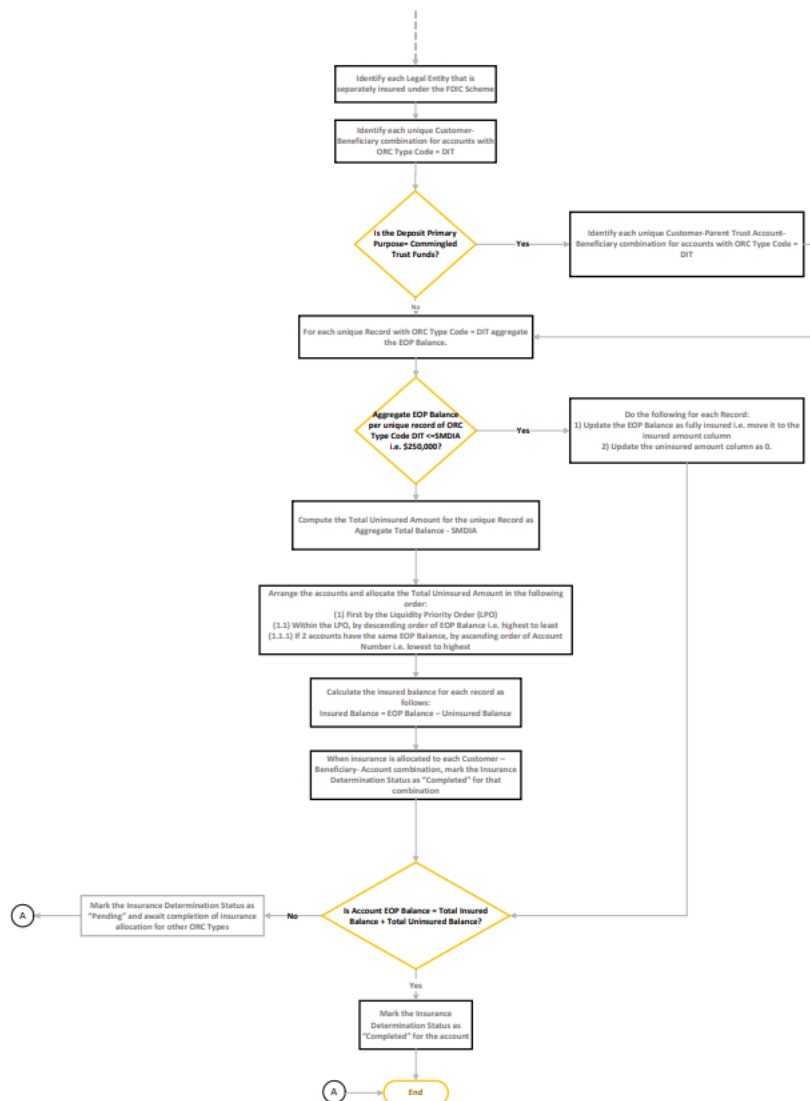 Identify each Legal Entity that is
separately insured under the FDIC Scheme
Identify each unique Customer-
Beneficiary combination for accounts with
ORC Type Code = DIT
Is the Deposit Primary
Purpose= Commingled
Trust Funds?
Yes
Identify each unique Customer-Parent Trust Account-
Beneficiary combination for accounts with ORC Type Code =
DIT
No
For each unique Record with ORC Type Code = DIT aggregate
the EOP Balance.
Aggregate EOP Balance
per unique record of ORC
Type Code DIT <=SMDIA
i.e. $250,000?
Yes
Do the following for each Record:
1) Update the EOP Balance as fully insured i.e. move it to the
insured amount column
2) Update the uninsured amount column as 0.
Compute the Total Uninsured Amount for the unique Record as
Aggregate Total Balance - SMDIA
Arrange the accounts and allocate the Total Uninsured Amount in the following
order:
(1) First by the Liquidity Priority Order (LPO)
(1.1) Within the LPO, by descending order of EOP Balance i.e. highest to least
(1.1.1) If 2 accounts have the same EOP Balance, by ascending order of Account
Number i.e. lowest to highest
Calculate the insured balance for each record as
follows:
Insured Balance = EOP Balance – Uninsured Balance
When insurance is allocated to each Customer –
Beneficiary- Account combination, mark the Insurance
Determination Status as "Completed" for that
combination
Is Account EOP Balance = Total Insured
Balance + Total Uninsured Balance?
No
Mark the Insurance Determination Status as
"Pending" and await completion of insurance
allocation for other ORC Types
A
Yes
Mark the Insurance
Determination Status as
"Completed" for the account
A
End